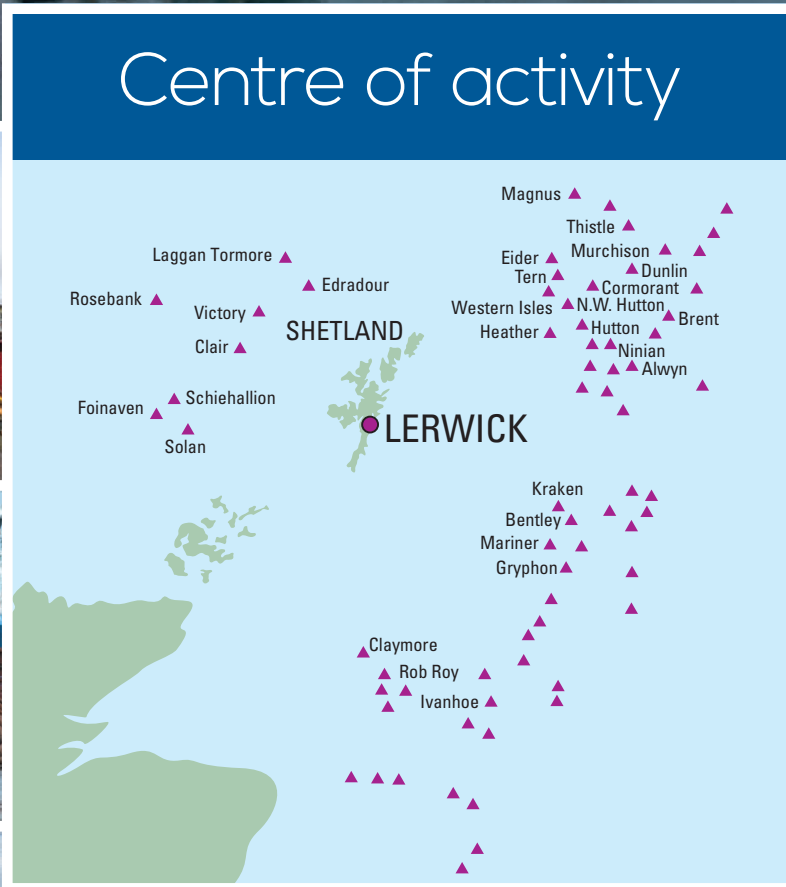 Centre of activity
Magnus
Thistle
Murchison
Laggan Tormore
Eider
Dunlin
Tern
Edradour
Cormorant
Rosebank
Western Isles
N.W. Hutton
Victory
Brent
SHETLAND
Heather
Hutton
Clair
Ninian
Alwyn
Schiehallion
Foinaven
LERWICK
Solan
Kraken
Bentley
Mariner
Gryphon
Claymore
Rob Roy
Ivanhoe